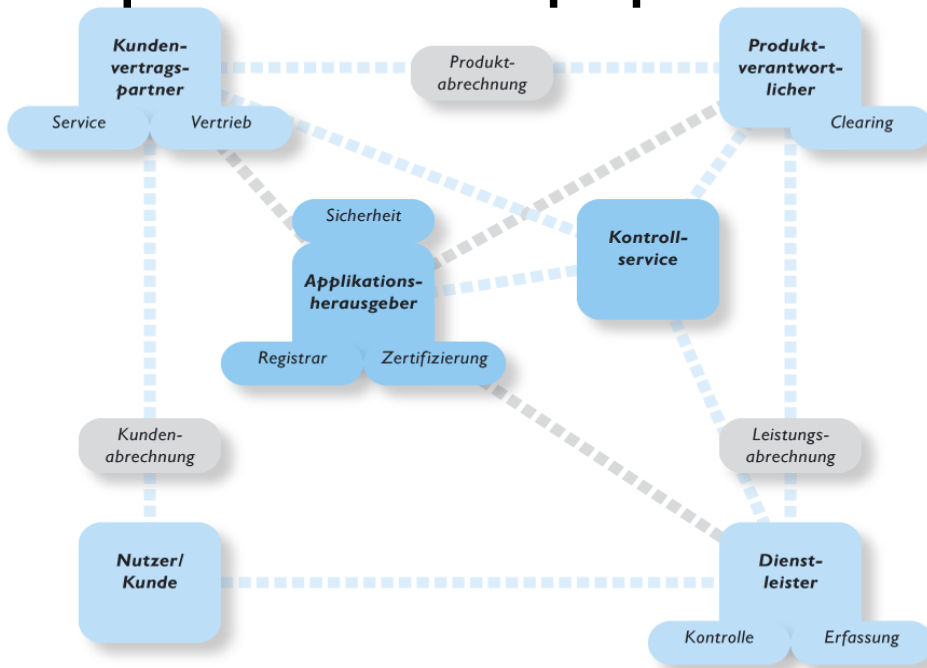 Kunden-
vertrags-
partner
Service
Vertrieb
Produkt-
abrechnung
Produkt-
verantwort-
licher
Clearing
Sicherheit
Applikations-
herausgeber
Registrar
Zertifizierung
Kontroll-
service
Kunden-
abrechnung
Leistungs-
abrechnung
Nutzer/
Kunde
Dienst-
leister
Kontrolle
Erfassung